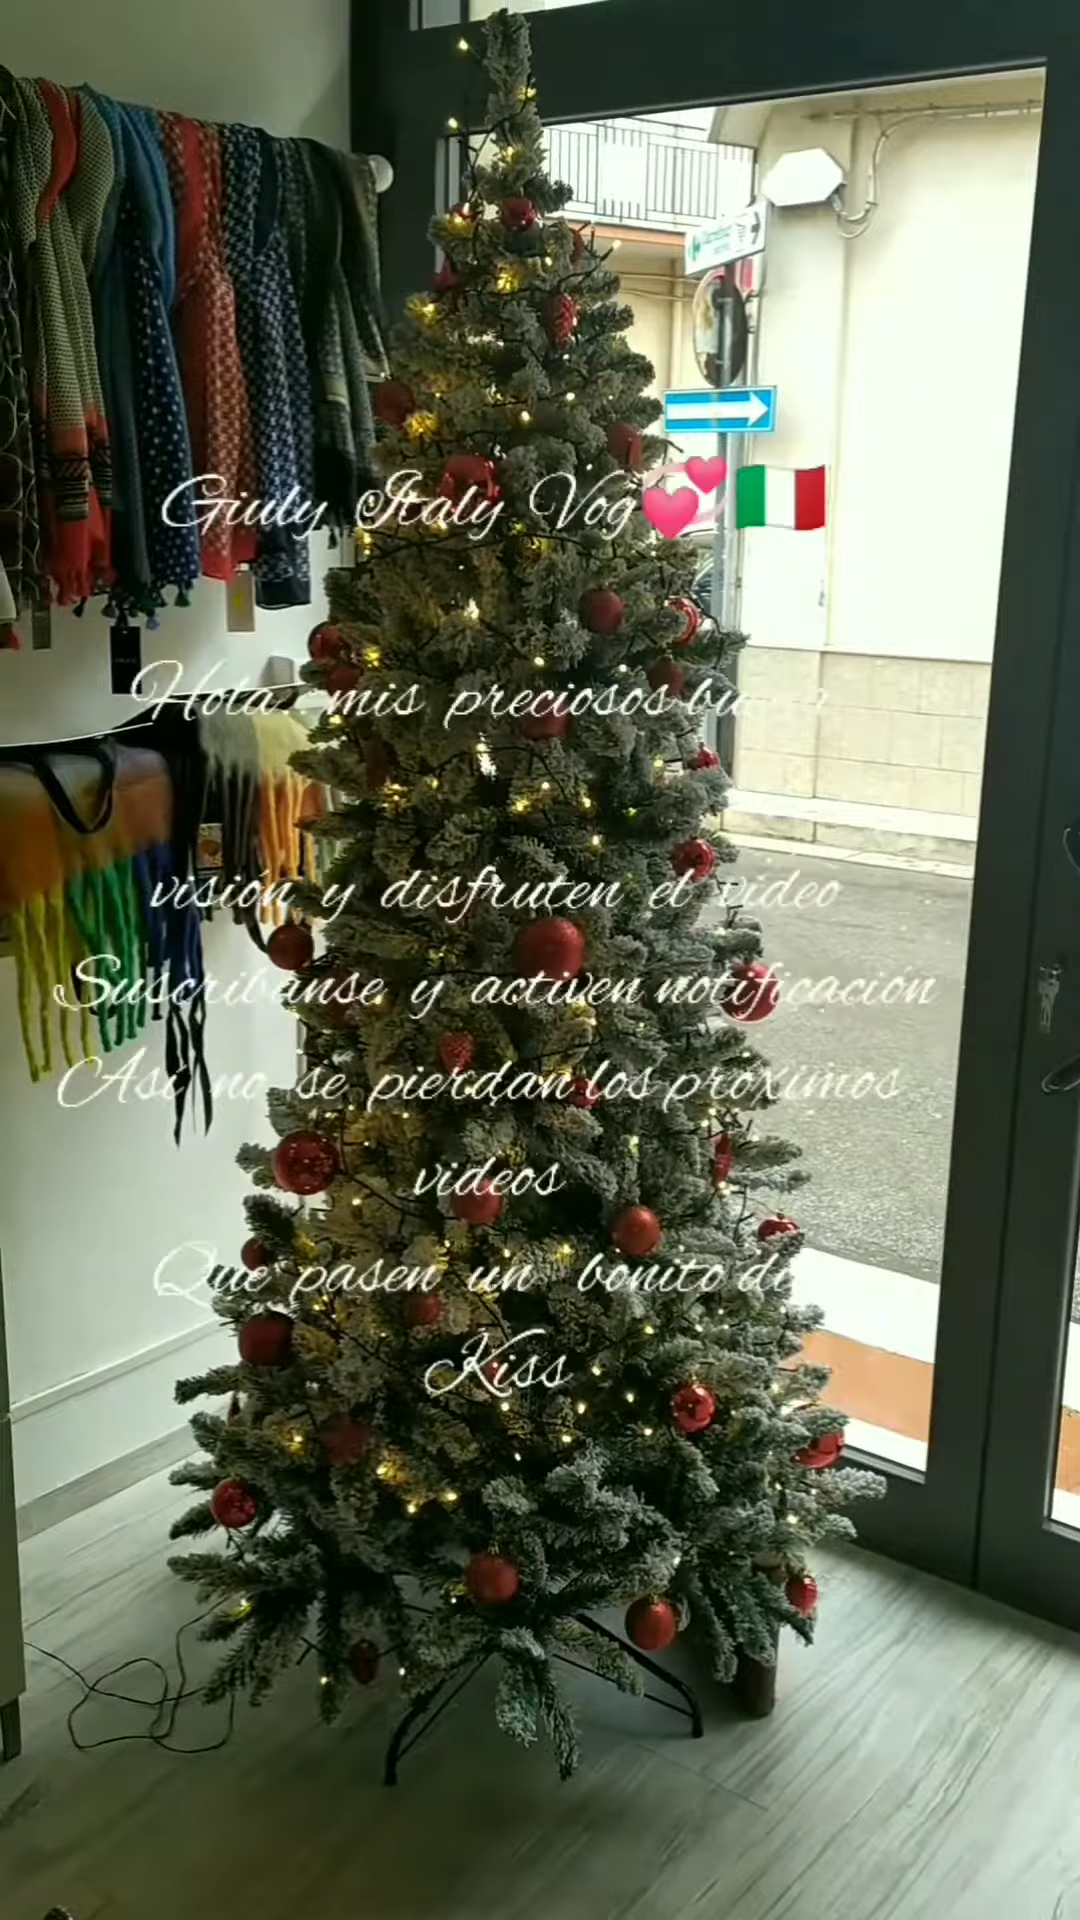 Giuly Italy Vog💞🇮🇹
Hola mis preciosos
visión y disfruten el video
Suscribanse y activen notificación
Así no se pierdan los próximos
videos
Que pasen un bonito
Kiss